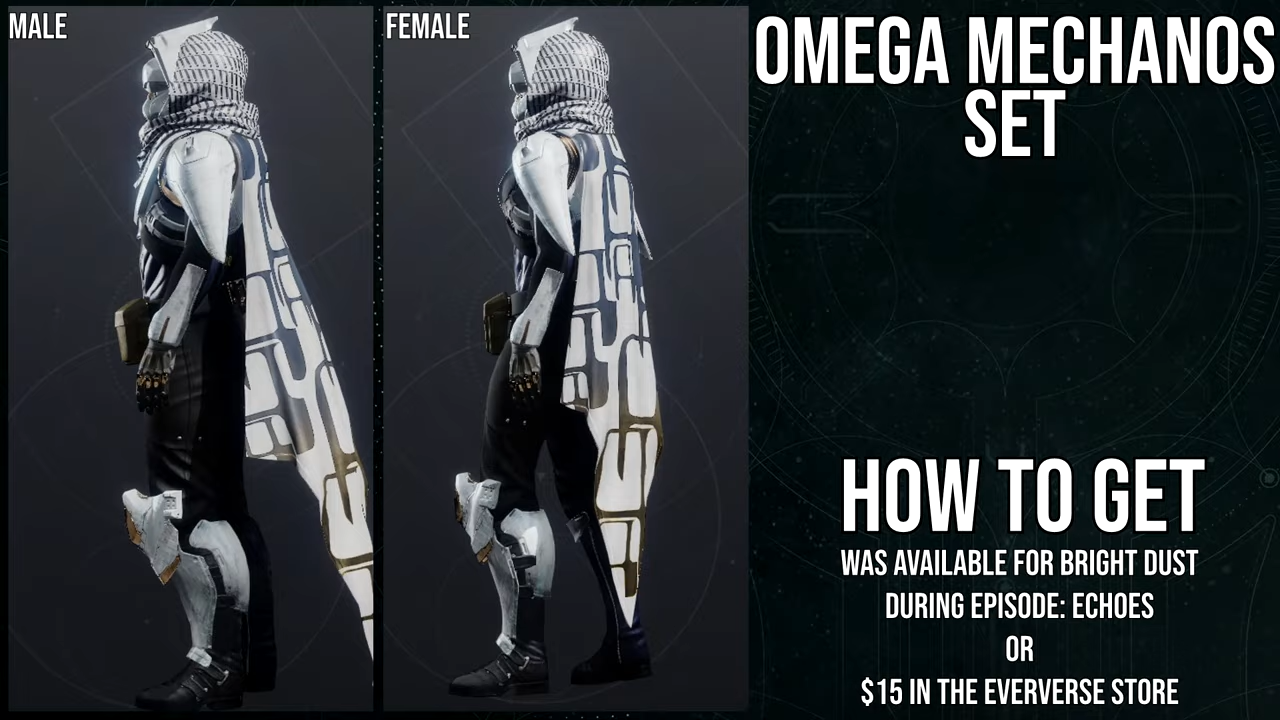 MALE
FEMALE
OMEGA MECHANOS
SET
HOW TO GET
WAS AVAILABLE FOR BRIGHT DUST
DURING EPISODE: ECHOES
OR
$15 IN THE EVERVERSE STORE